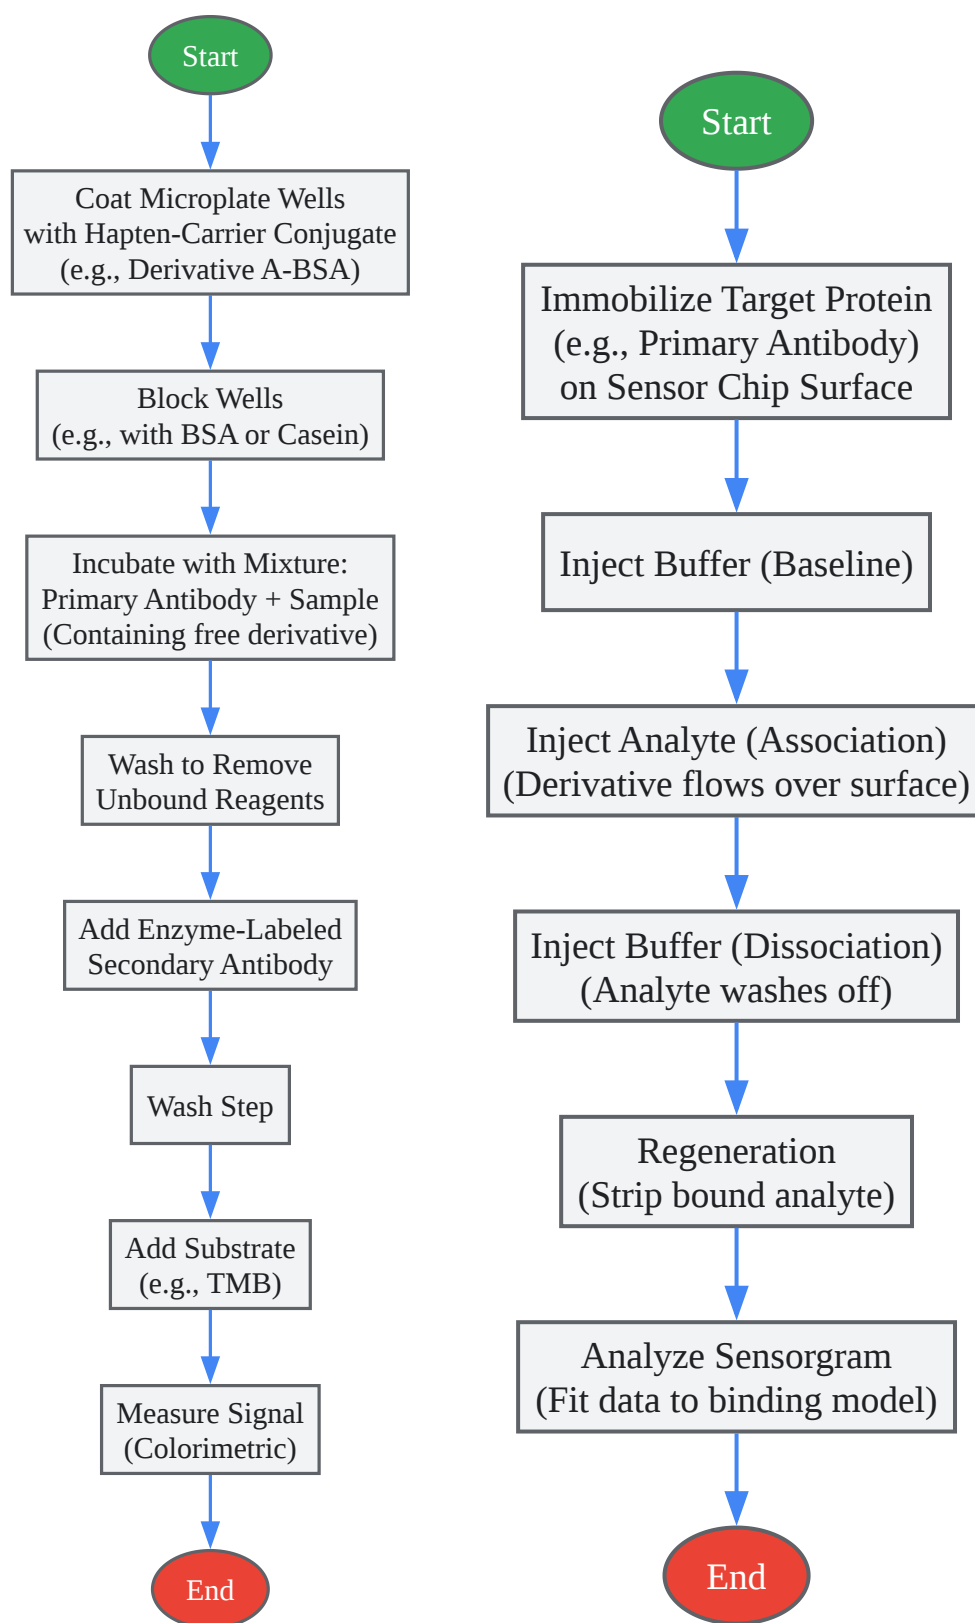 Start
Coat Microplate Wells
with Hapten-Carrier Conjugate
(e.g., Derivative A-BSA)
Block Wells
(e.g., with BSA or Casein)
Incubate with Mixture:
Primary Antibody + Sample
(Containing free derivative)
Wash to Remove
Unbound Reagents
Add Enzyme-Labeled
Secondary Antibody
Wash Step
Add Substrate
(e.g., TMB)
Measure Signal
(Colorimetric)
End
Start
Immobilize Target Protein
(e.g., Primary Antibody)
on Sensor Chip Surface
Inject Buffer (Baseline)
Inject Analyte (Association)
(Derivative flows over surface)
Inject Buffer (Dissociation)
(Analyte washes off)
Regeneration
(Strip bound analyte)
Analyze Sensorgram
(Fit data to binding model)
End